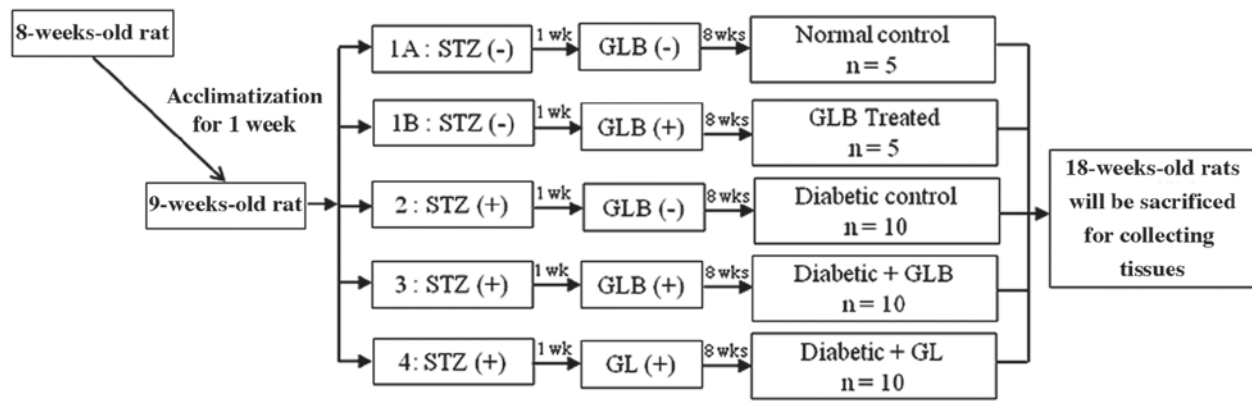 8-weeks-old rat
Acclimatization
for 1 week
9-weeks-old rat
1A : STZ (-)
1 wk
GLB (-)
8 wks
Normal control
n = 5
1B : STZ (-)
1 wk
GLB (+)
8 wks
GLB Treated
n = 5
2 : STZ (+)
1 wk
GLB (-)
8 wks
Diabetic control
n = 10
3 : STZ (+)
1 wk
GLB (+)
8 wks
Diabetic + GLB
n = 10
4: STZ (+)
1 wk
GL (+)
8 wks
Diabetic + GL
n = 10
18-weeks-old rats
will be sacrificed
for collecting
tissues